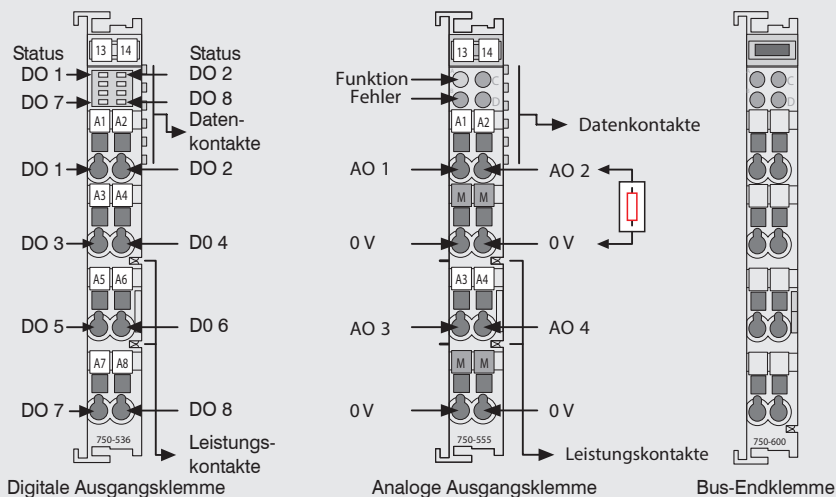 13 14
Status
Status
DO 1
DO 2
DO 7
DO 8
A1 A2
Daten-
kontakte
DO 1
DO 2
A3 A4
DO 3
D0 4
A5 A6
DO 5
D0 6
A7 A8
DO 7
DO 8
750-536
Leistungs-
kontakte
Digitale Ausgangsklemme
13 14
Funktion
C
Fehler
D
A1 A2
Datenkontakte
AO 1
AO 2
M M
0 V
0 V
A3 A4
AO 3
AO 4
M M
0 V
0 V
750-555
Leistungskontakte
Analoge Ausgangsklemme
C
D
750-600
Bus-Endklemme